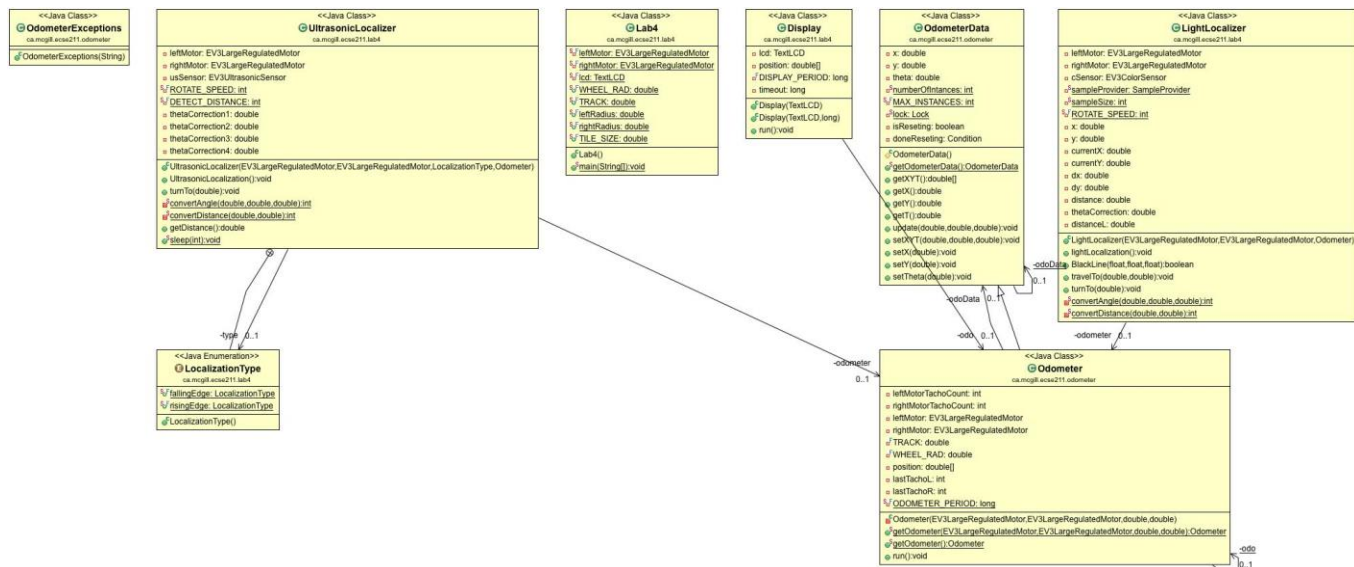 <<Java Class>>
OdometerExceptions
ca.mcgill.ecse211.odometer
OdometerExceptions(String)
<<Java Class>>
UltrasonicLocalizer
ca.mcgill.ecse211.lab4
leftMotor: EV3LargeRegulatedMotor
rightMotor: EV3LargeRegulatedMotor
usSensor: EV3UltrasonicSensor
ROTATE_SPEED: int
DETECT_DISTANCE: int
thetaCorrection1: double
thetaCorrection2: double
thetaCorrection3: double
thetaCorrection4: double
UltrasonicLocalizer(EV3LargeRegulatedMotor,EV3LargeRegulatedMotor,LocalizationType,Odometer)
UltrasonicLocalization():void
turnTo(double):void
convertAngle(double,double,double):int
convertDistance(double,double):int
getDistance():double
sleep(int):void
<<Java Class>>
Lab4
ca.mcgill.ecse211.lab4
leftMotor: EV3LargeRegulatedMotor
rightMotor: EV3LargeRegulatedMotor
lcd: TextLCD
WHEEL_RAD: double
TRACK: double
leftRadius: double
rightRadius: double
TILE_SIZE: double
Lab4()
main(String[]):void
<<Java Class>>
Display
ca.mcgill.ecse211.lab4
lcd: TextLCD
position: double[]
DISPLAY_PERIOD: long
timeout: long
Display(TextLCD)
Display(TextLCD,long)
run():void
<<Java Class>>
OdometerData
ca.mcgill.ecse211.odometer
x: double
y: double
theta: double
numberOfIntances: int
MAX_INSTANCES: int
lock: Lock
isReseting: boolean
doneReseting: Condition
OdometerData()
getOdometerData():OdometerData
getXYT():double[]
getX():double
getY():double
getT():double
update(double,double,double):void
setXYT(double,double,double):void
setX(double):void
setY(double):void
setTheta(double):void
<<Java Class>>
LightLocalizer
ca.mcgill.ecse211.lab4
leftMotor: EV3LargeRegulatedMotor
rightMotor: EV3LargeRegulatedMotor
cSensor: EV3ColorSensor
sampleProvider: SampleProvider
sampleSize: int
ROTATE_SPEED: int
x: double
y: double
currentX: double
currentY: double
dx: double
dy: double
distance: double
thetaCorrection: double
distanceL: double
LightLocalizer(EV3LargeRegulatedMotor,EV3LargeRegulatedMotor,Odometer)
lightLocalization():void
BlackLine(float,float,float):boolean
travelTo(double,double):void
turnTo(double):void
convertAngle(double,double,double):int
convertDistance(double,double):int
-odoData
0..1
-odoData
0..1
-type
0..1
-odo
0..1
-odometer
0..1
-odometer
0..1
<<Java Enumeration>>
LocalizationType
ca.mcgill.ecse211.lab4
fallingEdge: LocalizationType
risingEdge: LocalizationType
LocalizationType()
<<Java Class>>
Odometer
ca.mcgill.ecse211.odometer
leftMotorTachoCount: int
rightMotorTachoCount: int
leftMotor: EV3LargeRegulatedMotor
rightMotor: EV3LargeRegulatedMotor
TRACK: double
WHEEL_RAD: double
position: double[]
lastTachoL: int
lastTachoR: int
ODOMETER_PERIOD: long
Odometer(EV3LargeRegulatedMotor,EV3LargeRegulatedMotor,double,double)
getOdometer(EV3LargeRegulatedMotor,EV3LargeRegulatedMotor,double,double):Odometer
getOdometer():Odometer
run():void
-odo
0..1